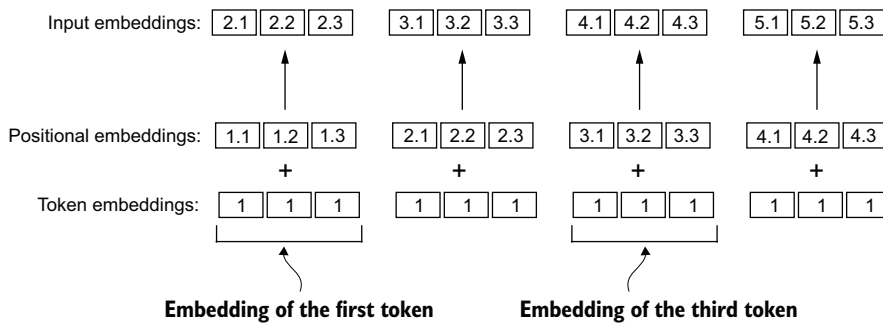 Input embeddings: 2.1 2.2 2.3 3.1 3.2 3.3 4.1 4.2 4.3 5.1 5.2 5.3
Positional embeddings: 1.1 1.2 1.3 2.1 2.2 2.3 3.1 3.2 3.3 4.1 4.2 4.3
+ + + +
Token embeddings: 1 1 1 1 1 1 1 1 1 1 1 1
Embedding of the first token Embedding of the third token